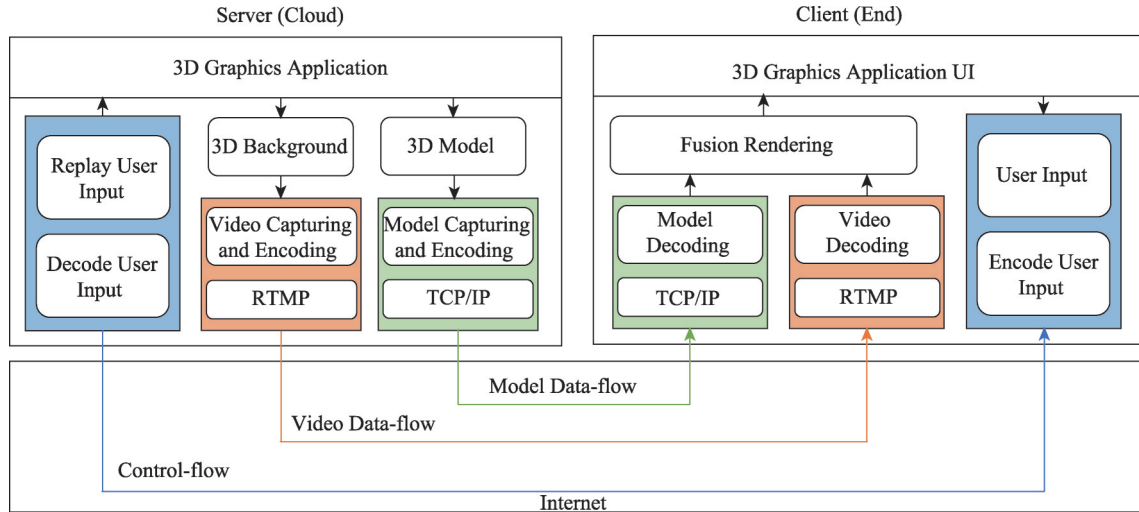 Server (Cloud)
Client (End)
3D Graphics Application
3D Graphics Application UI
Replay User
Input
Decode User
Input
3D Background
Video Capturing
and Encoding
RTMP
3D Model
Model Capturing
and Encoding
TCP/IP
Fusion Rendering
Model
Decoding
TCP/IP
Video
Decoding
RTMP
User Input
Encode User
Input
Model Data-flow
Video Data-flow
Control-flow
Internet